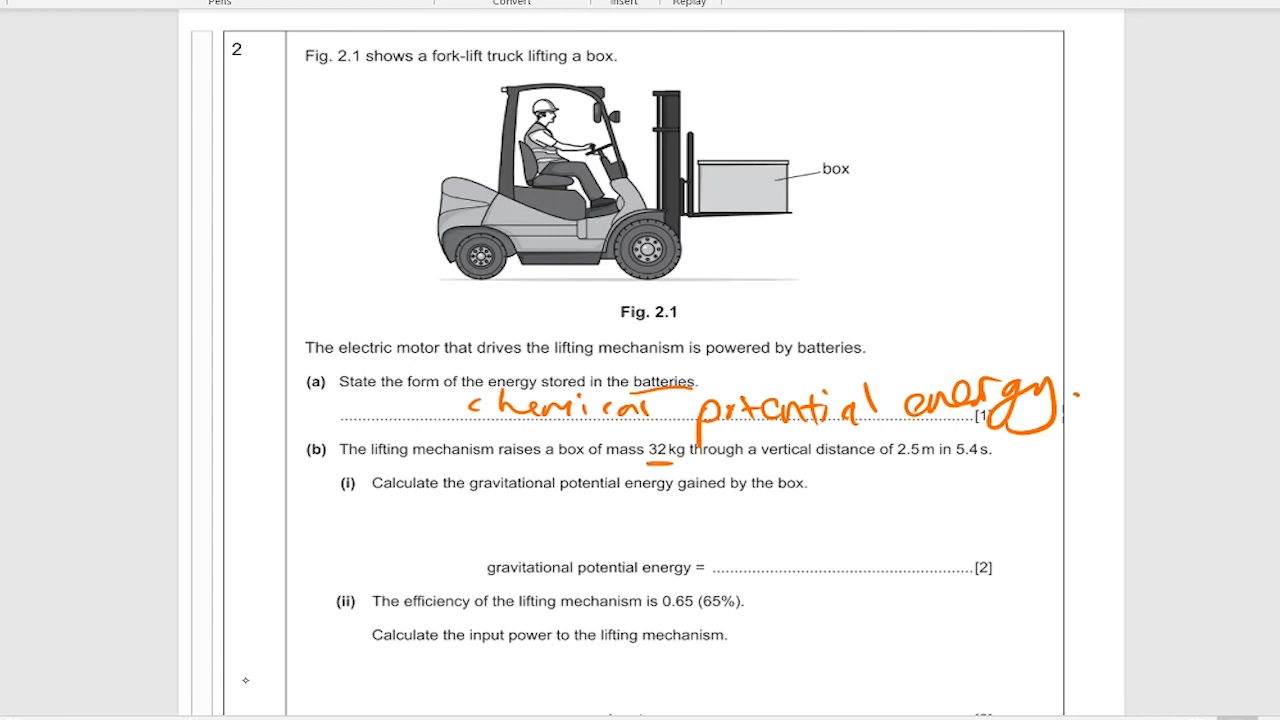 Pens Convert Insert Replay
2
Fig. 2.1 shows a fork-lift truck lifting a box.
box
Fig. 2.1
The electric motor that drives the lifting mechanism is powered by batteries.
(a) State the form of the energy stored in the batteries.
chemical potential energy.
[1]
(b) The lifting mechanism raises a box of mass 32 kg through a vertical distance of 2.5 m in 5.4 s.
(i) Calculate the gravitational potential energy gained by the box.
gravitational potential energy = ............................................................[2]
(ii) The efficiency of the lifting mechanism is 0.65 (65%).
Calculate the input power to the lifting mechanism.